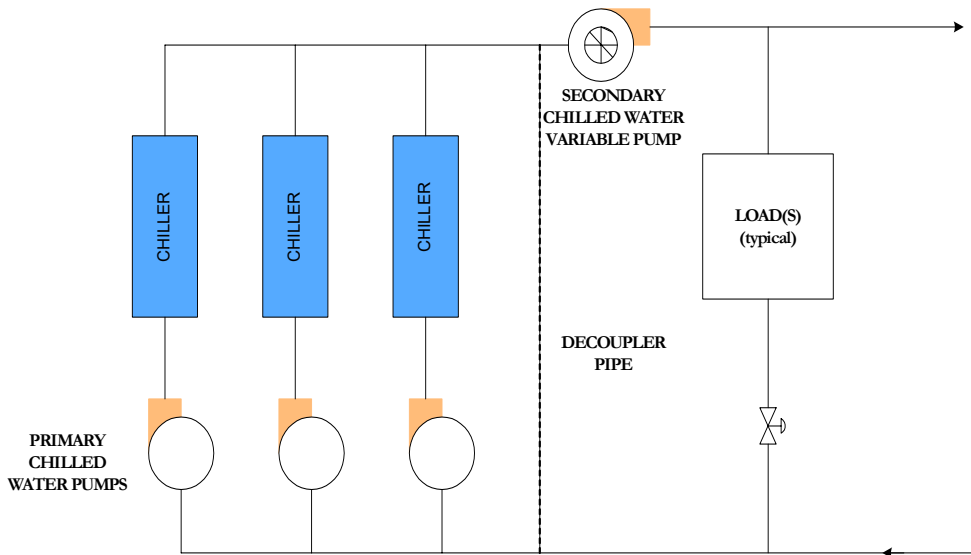 SECONDARY
CHILLED WATER
VARIABLE PUMP
CHILLER
CHILLER
CHILLER
LOAD(S)
(typical)
DECOUPLER
PIPE
PRIMARY
CHILLED
WATER PUMPS